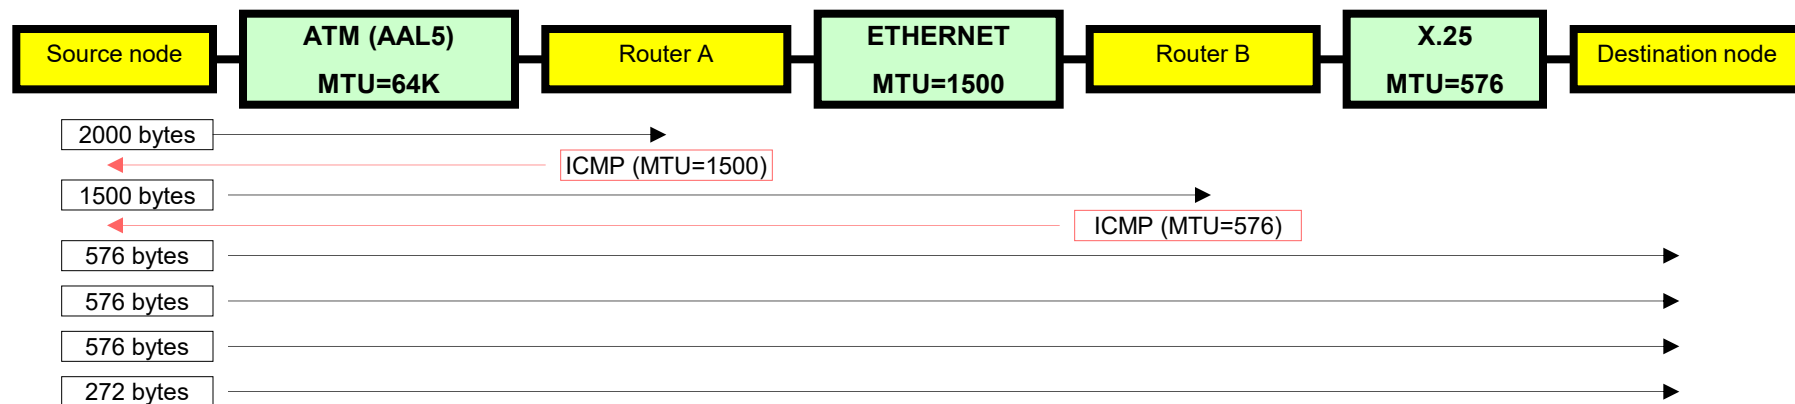 Source node
ATM (AAL5)
MTU=64K
Router A
ETHERNET
MTU=1500
Router B
X.25
MTU=576
Destination node
2000 bytes
ICMP (MTU=1500)
1500 bytes
ICMP (MTU=576)
576 bytes
576 bytes
576 bytes
272 bytes